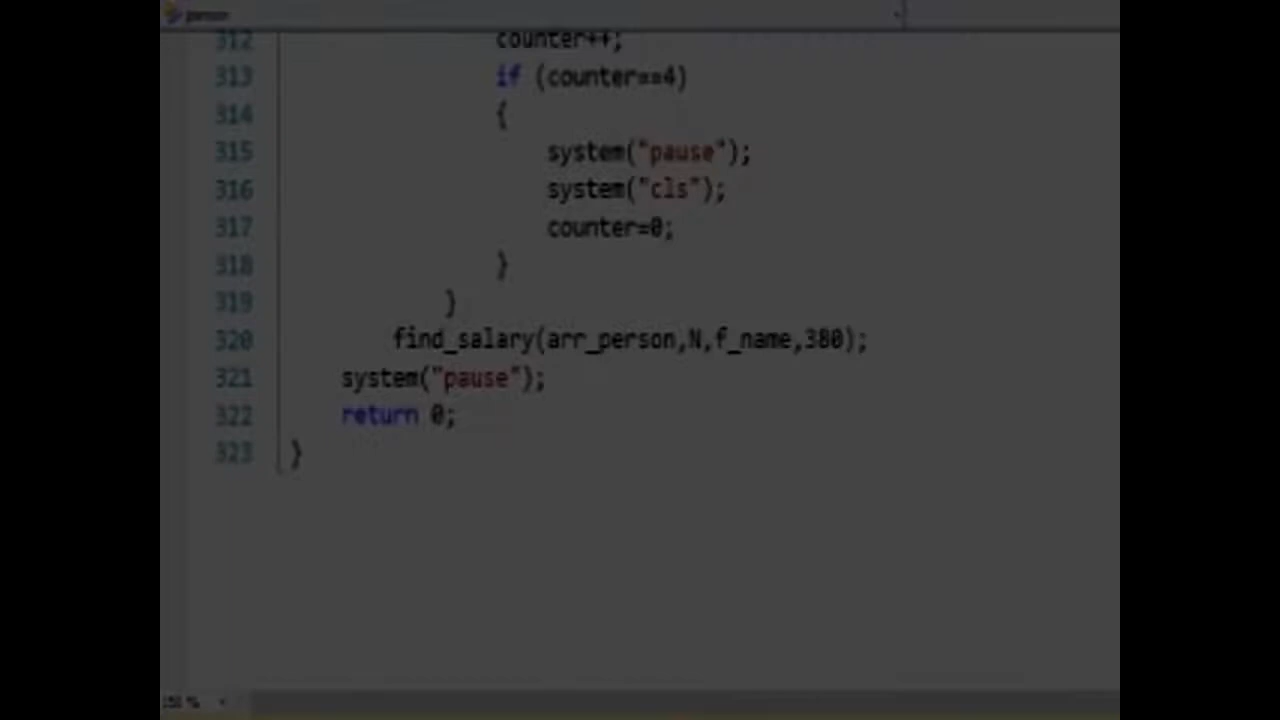 person
312 counter++;
313 if (counter==4)
314 {
315 system("pause");
316 system("cls");
317 counter=0;
318 }
319 }
320 find_salary(arr_person,N,f_name,380);
321 system("pause");
322 return 0;
323 }